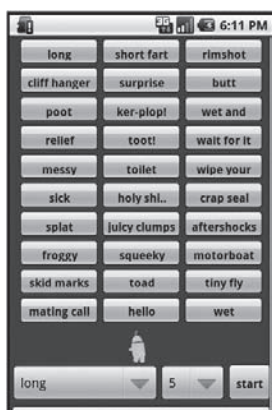 6:11 PM
long short fart rimshot
cliff hanger surprise butt
poot ker-plop! wet and
relief toot! wait for it
messy toilet wipe your
sick holy shi.. crap seal
splat juicy clumps aftershocks
froggy squeeky motorboat
skid marks toad tiny fly
mating call hello wet
long 5 start